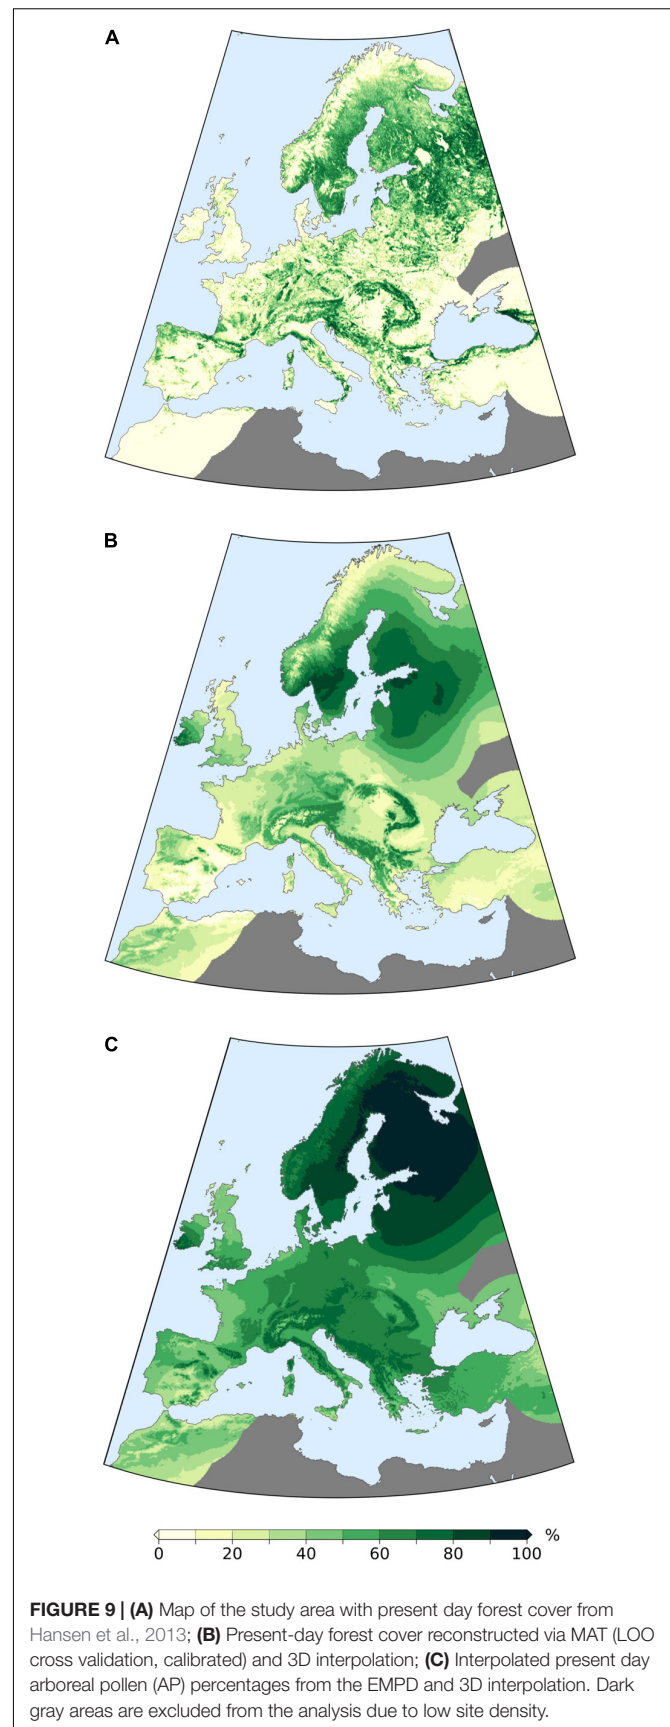 A
B
C
%
0 20 40 60 80 100
FIGURE 9 | (A) Map of the study area with present day forest cover from
Hansen et al., 2013; (B) Present-day forest cover reconstructed via MAT (LOO
cross validation, calibrated) and 3D interpolation; (C) Interpolated present day
arboreal pollen (AP) percentages from the EMPD and 3D interpolation. Dark
gray areas are excluded from the analysis due to low site density.